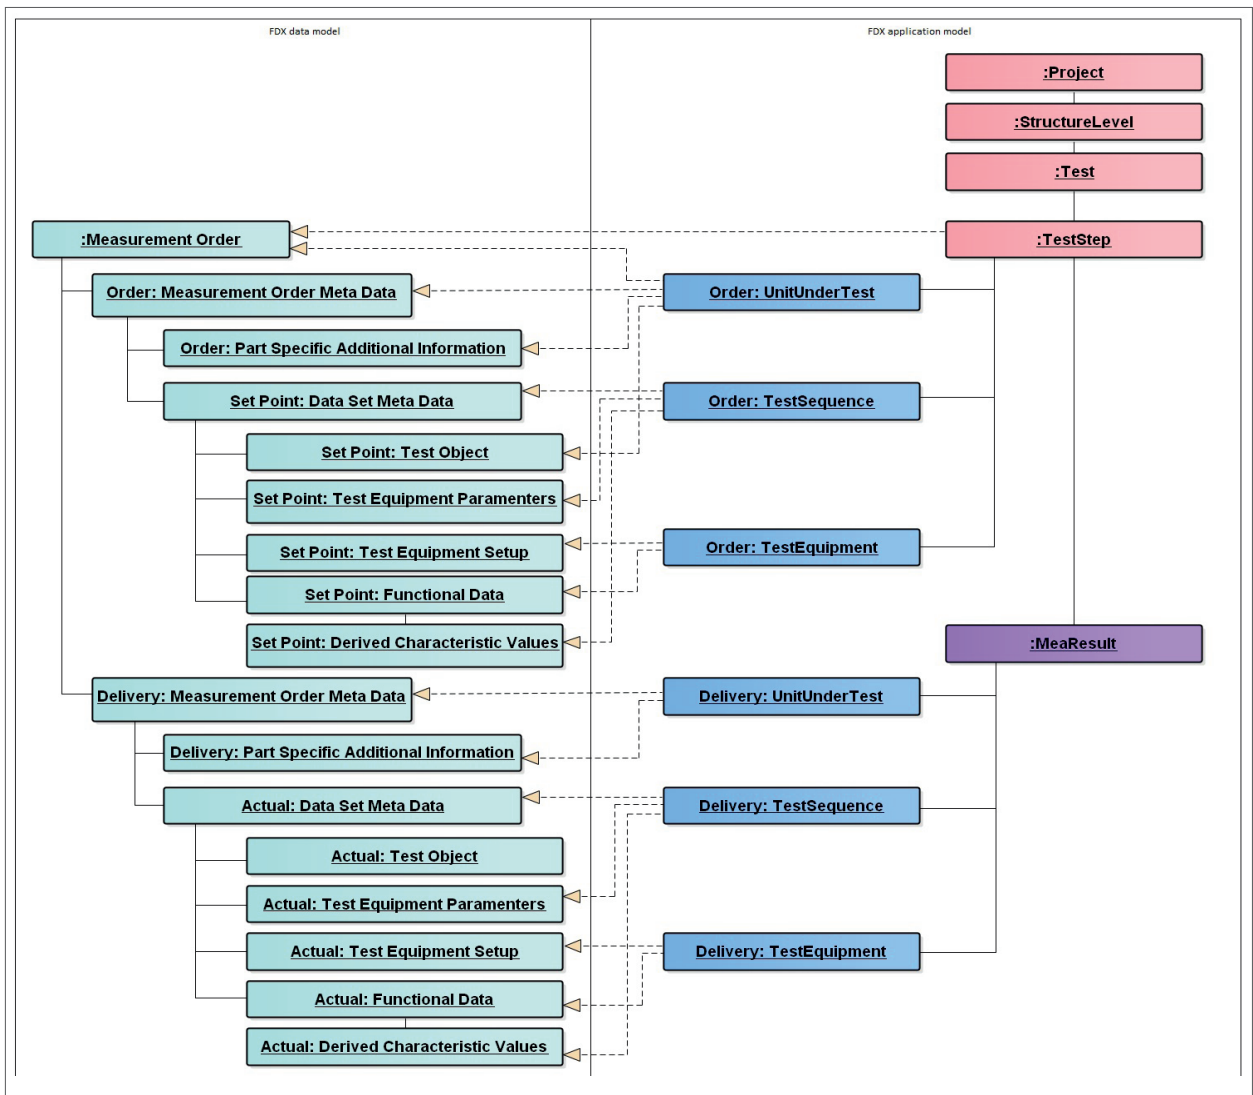 FDX data model
FDX application model
:Project
:StructureLevel
:Test
:Measurement Order
:TestStep
Order: Measurement Order Meta Data
Order: UnitUnderTest
Order: Part Specific Additional Information
Set Point: Data Set Meta Data
Order: TestSequence
Set Point: Test Object
Set Point: Test Equipment Paramenters
Set Point: Test Equipment Setup
Order: TestEquipment
Set Point: Functional Data
Set Point: Derived Characteristic Values
:MeaResult
Delivery: Measurement Order Meta Data
Delivery: UnitUnderTest
Delivery: Part Specific Additional Information
Actual: Data Set Meta Data
Delivery: TestSequence
Actual: Test Object
Actual: Test Equipment Paramenters
Actual: Test Equipment Setup
Delivery: TestEquipment
Actual: Functional Data
Actual: Derived Characteristic Values